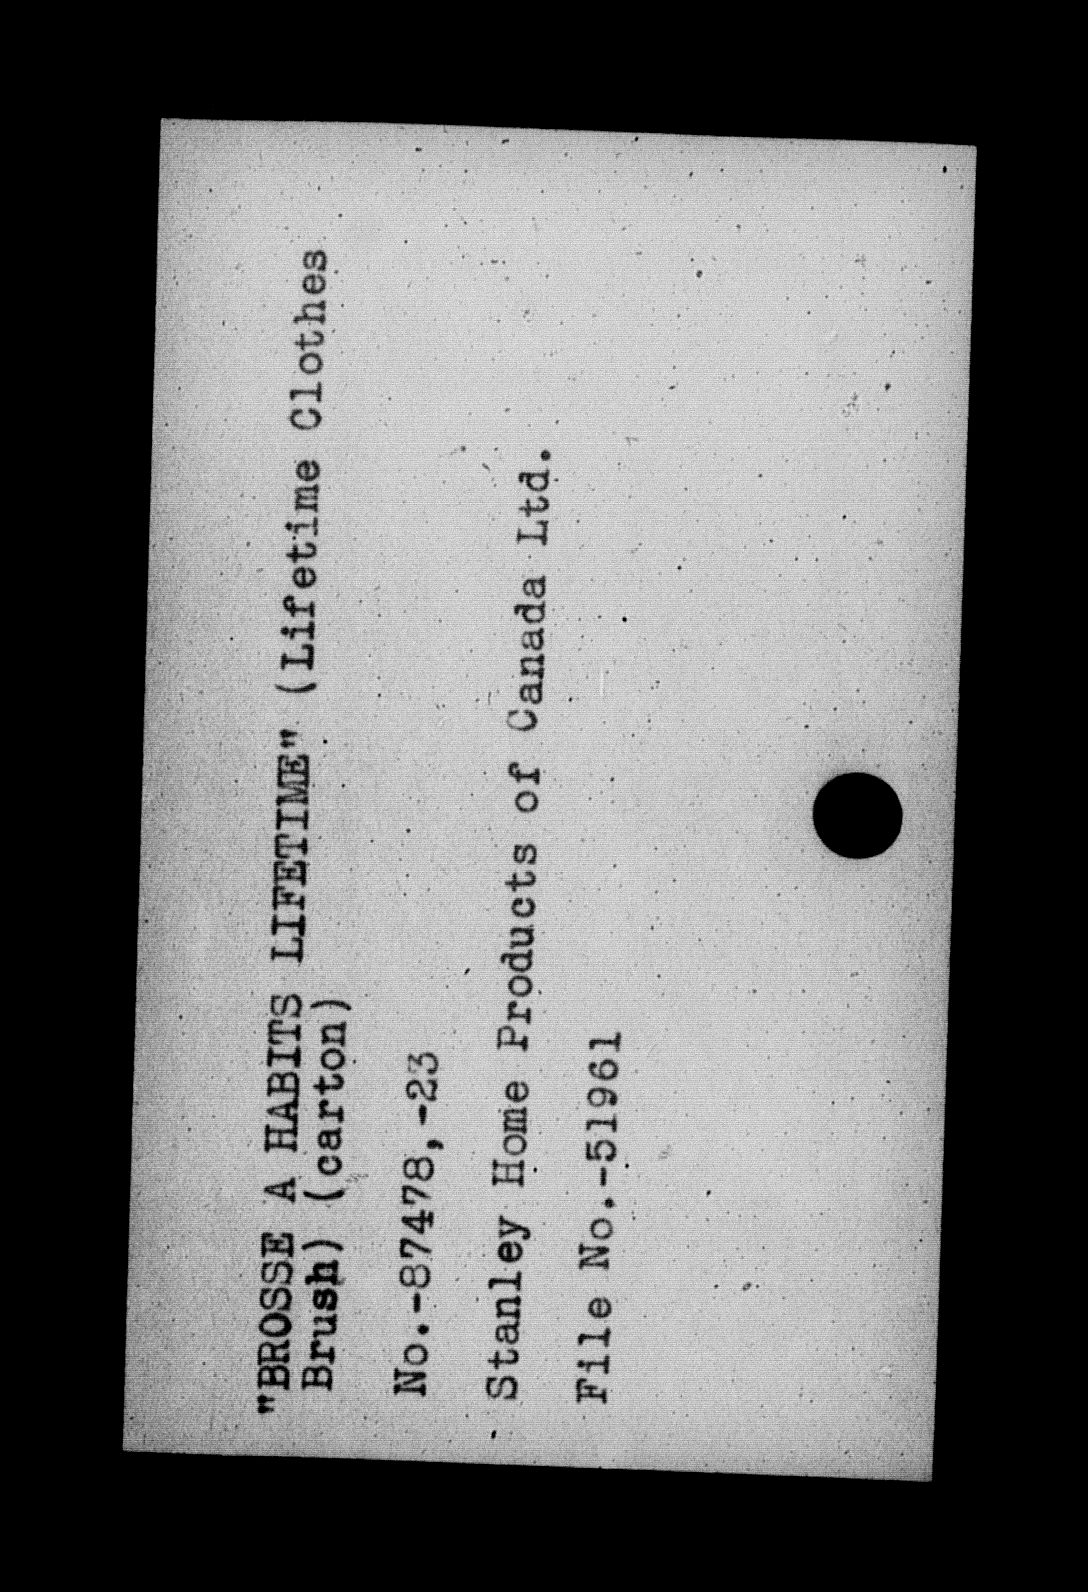 "BROSSE A HABITS LIFETIME" (Lifetime Clothes
Brush) (carton)
No.-87478,-23
Stanley Home Products of Canada Ltd.
File No.-51961